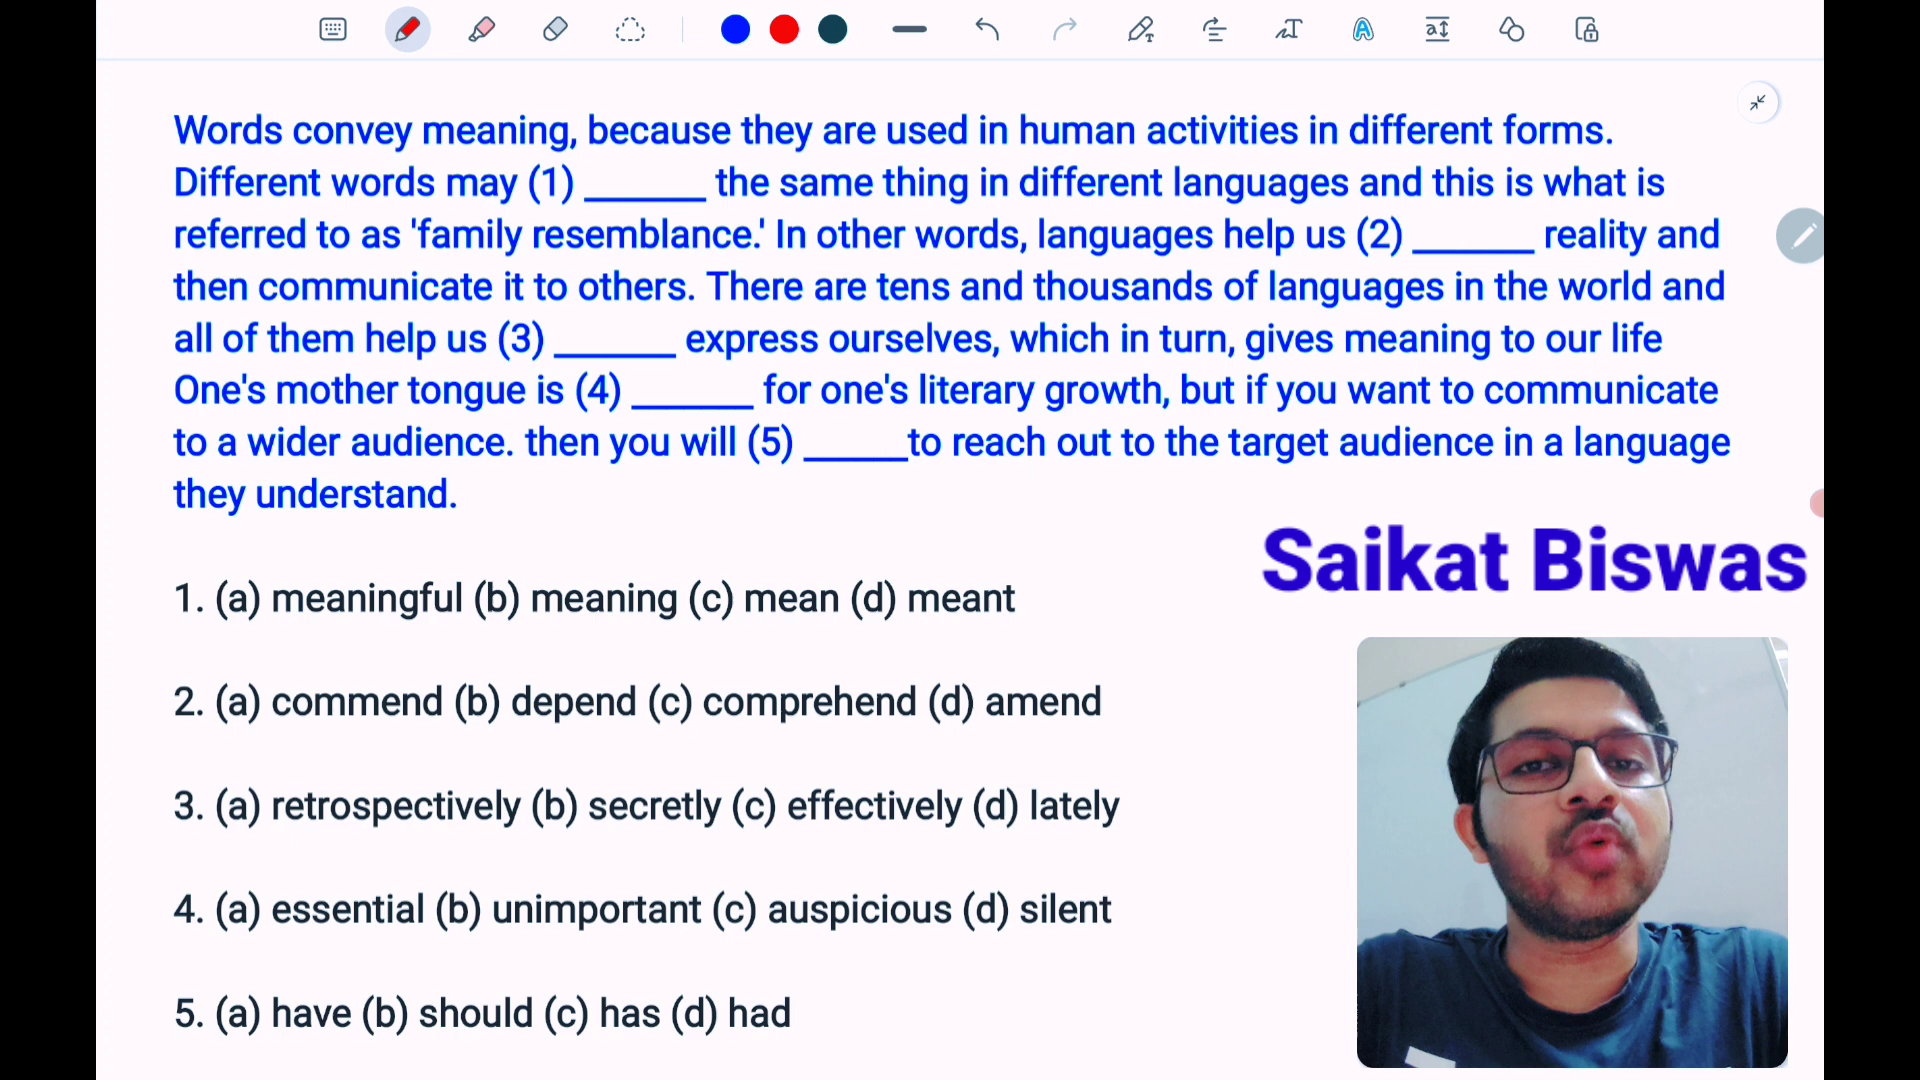 Words convey meaning, because they are used in human activities in different forms.
Different words may (1) ______ the same thing in different languages and this is what is
referred to as 'family resemblance.' In other words, languages help us (2) ______ reality and
then communicate it to others. There are tens and thousands of languages in the world and
all of them help us (3) ______ express ourselves, which in turn, gives meaning to our life
One's mother tongue is (4) ______ for one's literary growth, but if you want to communicate
to a wider audience. then you will (5) _____to reach out to the target audience in a language
they understand.
Saikat Biswas
1. (a) meaningful (b) meaning (c) mean (d) meant
2. (a) commend (b) depend (c) comprehend (d) amend
3. (a) retrospectively (b) secretly (c) effectively (d) lately
4. (a) essential (b) unimportant (c) auspicious (d) silent
5. (a) have (b) should (c) has (d) had